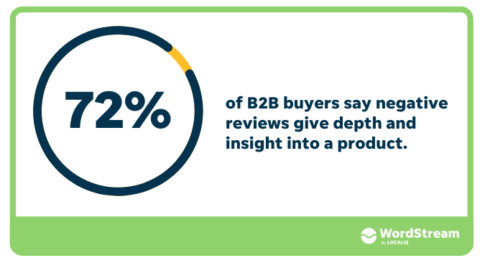 72%
of B2B buyers say negative
reviews give depth and
insight into a product.
WordStream
By LOCALiQ